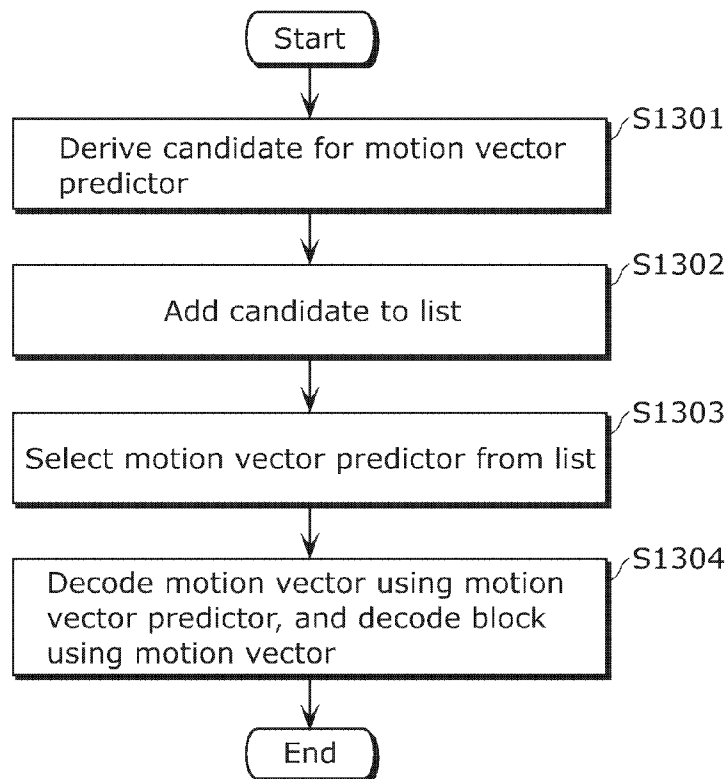 Start
S1301
Derive candidate for motion vector
predictor
S1302
Add candidate to list
S1303
Select motion vector predictor from list
S1304
Decode motion vector using motion
vector predictor, and decode block
using motion vector
End